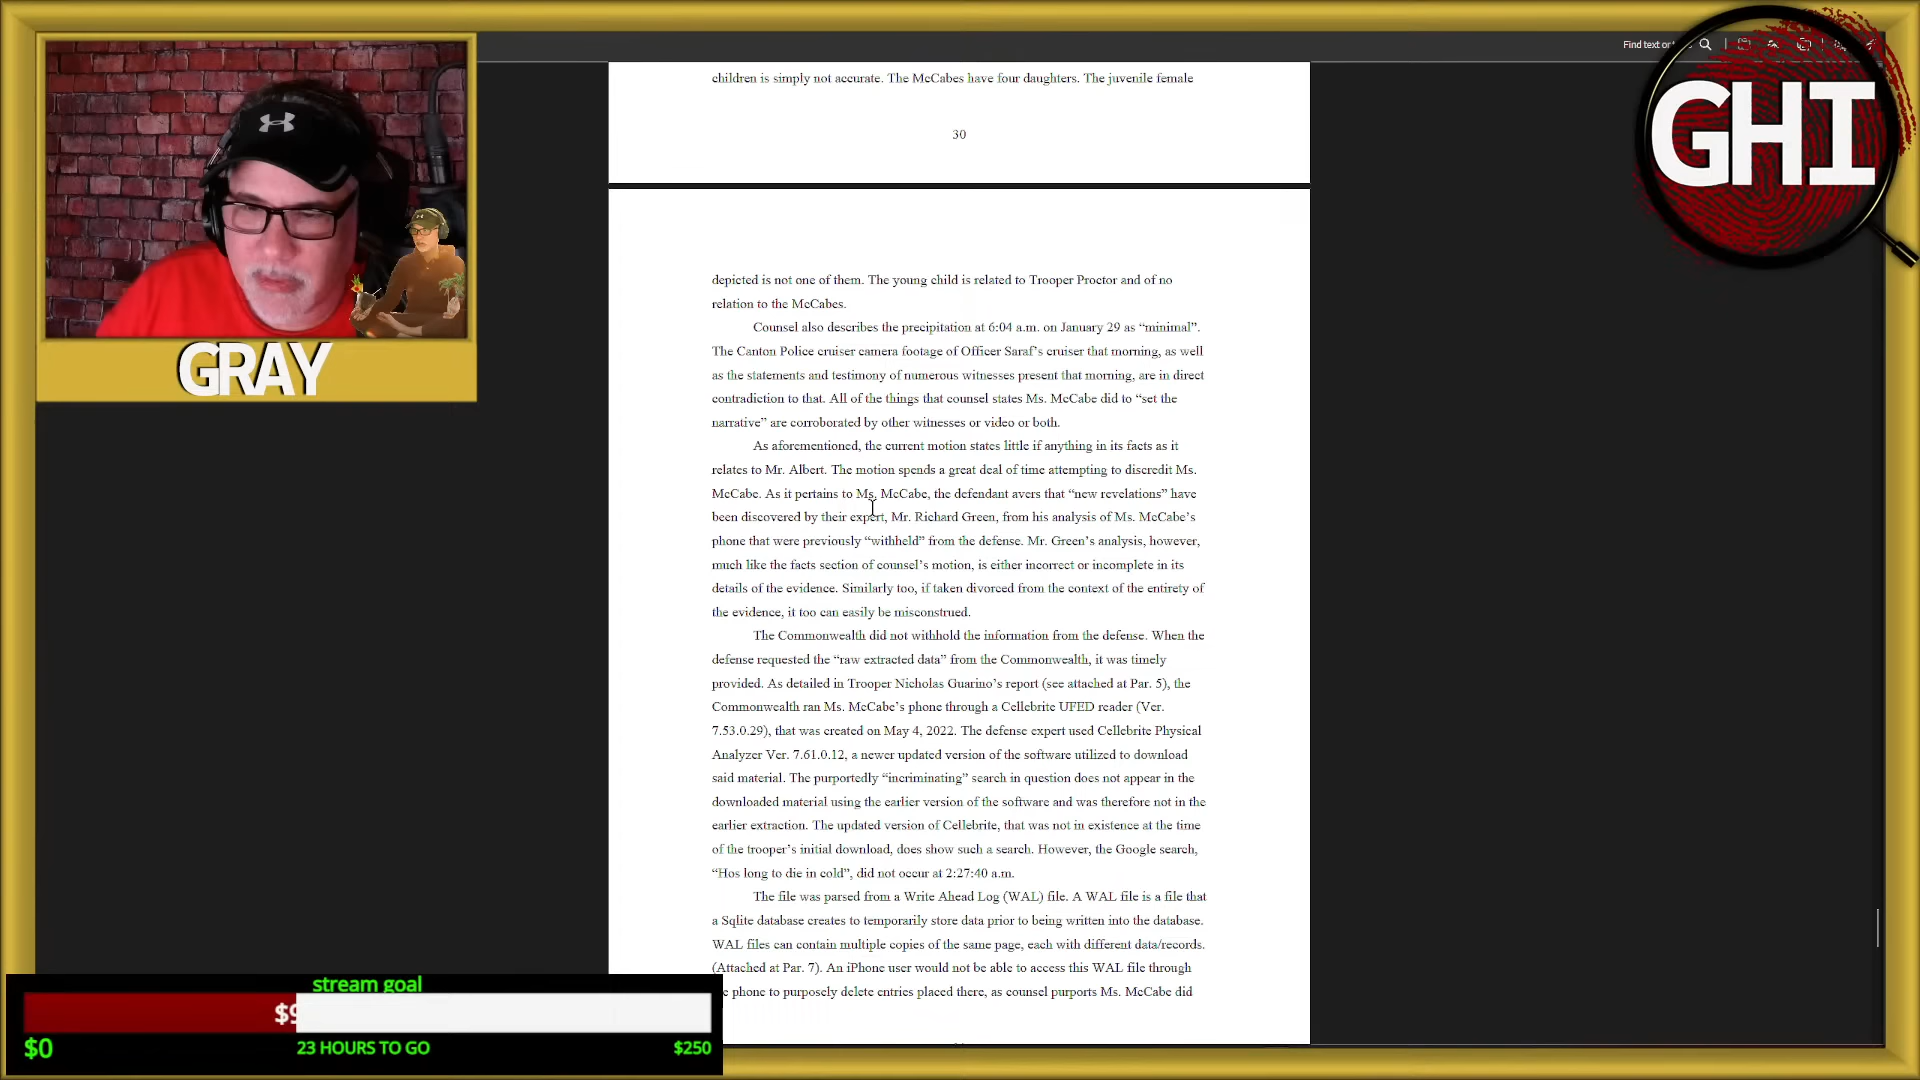 Find text or
GHI
GRAY
children is simply not accurate. The McCabes have four daughters. The juvenile female
30
depicted is not one of them. The young child is related to Trooper Proctor and of no
relation to the McCabes.
Counsel also describes the precipitation at 6:04 a.m. on January 29 as “minimal”.
The Canton Police cruiser camera footage of Officer Saraf’s cruiser that morning, as well
as the statements and testimony of numerous witnesses present that morning, are in direct
contradiction to that. All of the things that counsel states Ms. McCabe did to “set the
narrative” are corroborated by other witnesses or video or both.
As aforementioned, the current motion states little if anything in its facts as it
relates to Mr. Albert. The motion spends a great deal of time attempting to discredit Ms.
McCabe. As it pertains to Ms. McCabe, the defendant avers that “new revelations” have
been discovered by their expert, Mr. Richard Green, from his analysis of Ms. McCabe’s
phone that were previously “withheld” from the defense. Mr. Green’s analysis, however,
much like the facts section of counsel’s motion, is either incorrect or incomplete in its
details of the evidence. Similarly too, if taken divorced from the context of the entirety of
the evidence, it too can easily be misconstrued.
The Commonwealth did not withhold the information from the defense. When the
defense requested the “raw extracted data” from the Commonwealth, it was timely
provided. As detailed in Trooper Nicholas Guarino’s report (see attached at Par. 5), the
Commonwealth ran Ms. McCabe’s phone through a Cellebrite UFED reader (Ver.
7.53.0.29), that was created on May 4, 2022. The defense expert used Cellebrite Physical
Analyzer Ver. 7.61.0.12, a newer updated version of the software utilized to download
said material. The purportedly “incriminating” search in question does not appear in the
downloaded material using the earlier version of the software and was therefore not in the
earlier extraction. The updated version of Cellebrite, that was not in existence at the time
of the trooper’s initial download, does show such a search. However, the Google search,
“Hos long to die in cold”, did not occur at 2:27:40 a.m.
The file was parsed from a Write Ahead Log (WAL) file. A WAL file is a file that
a Sqlite database creates to temporarily store data prior to being written into the database.
WAL files can contain multiple copies of the same page, each with different data/records.
(Attached at Par. 7). An iPhone user would not be able to access this WAL file through
phone to purposely delete entries placed there, as counsel purports Ms. McCabe did
stream goal
$0
23 HOURS TO GO
$250